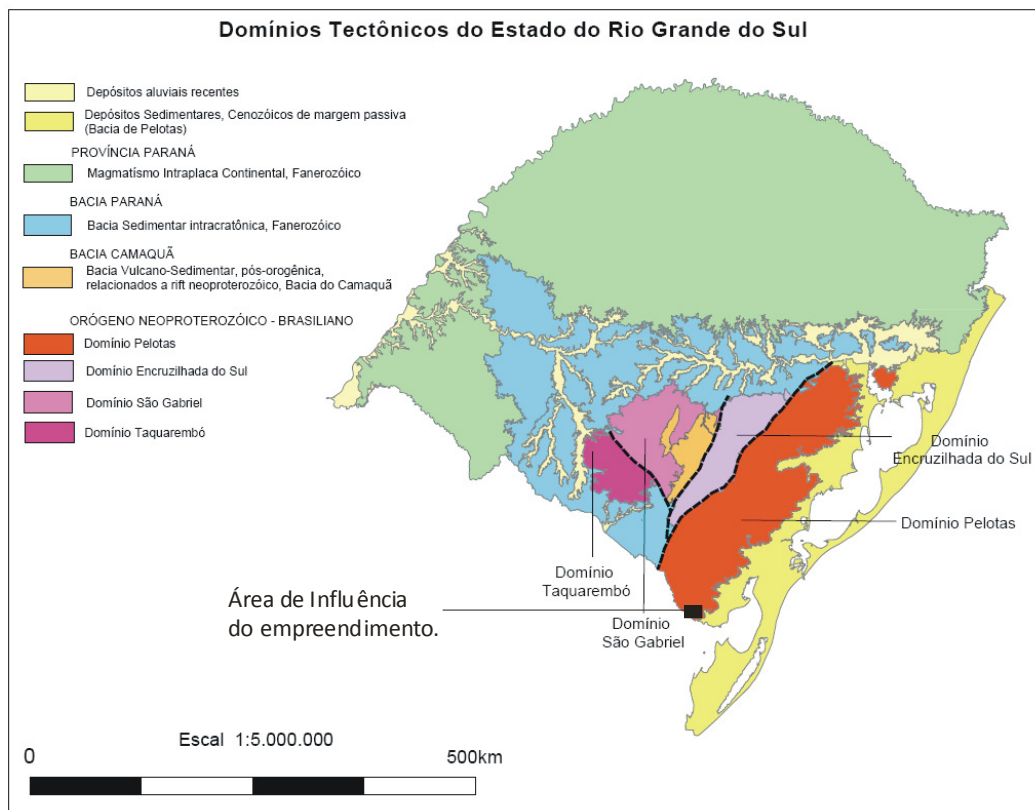 Domínios Tectônicos do Estado do Rio Grande do Sul
Depósitos aluviais recentes
Depósitos Sedimentares, Cenozóicos de margem passiva
(Bacia de Pelotas)
PROVÍNCIA PARANÁ
Magmatísmo Intraplaca Continental, Fanerozóico
BACIA PARANÁ
Bacia Sedimentar intracratônica, Fanerozóico
BACIA CAMAQUÃ
Bacia Vulcano-Sedimentar, pós-orogênica,
relacionados a rift neoproterozóico, Bacia do Camaquã
ORÓGENO NEOPROTEROZÓICO - BRASILIANO
Domínio Pelotas
Domínio Encruzilhada do Sul
Domínio São Gabriel
Domínio Taquarembó
Domínio
Encruzilhada do Sul
Domínio Pelotas
Domínio
Taquarembó
Domínio
São Gabriel
Área de Influência
do empreendimento.
Escal 1:5.000.000
0
500km